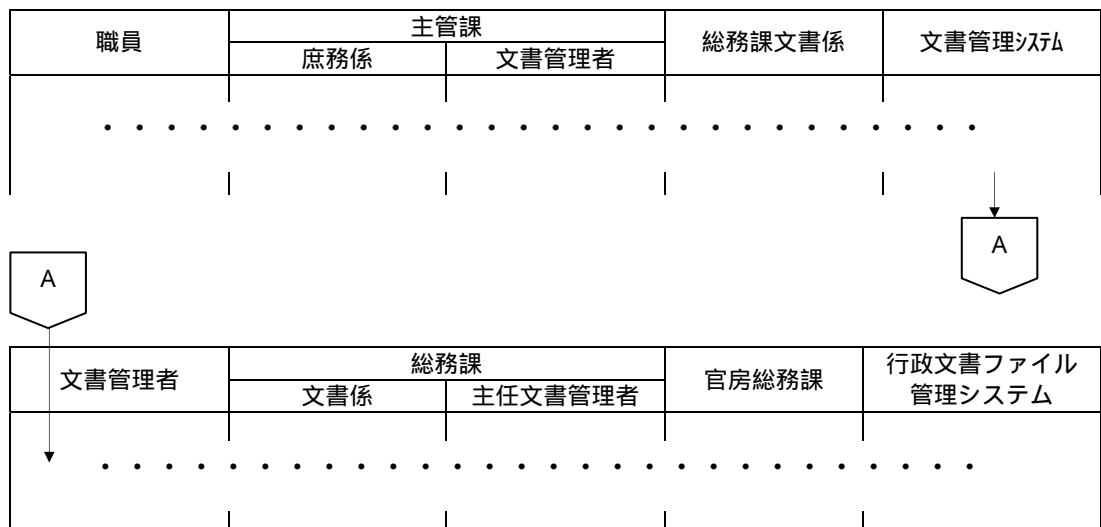 職員
主管課
庶務係
文書管理者
総務課文書係
文書管理ｼｽﾃﾑ
A
A
文書管理者
総務課
文書係
主任文書管理者
官房総務課
行政文書ファイル
管理システム